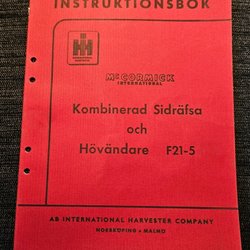 INSTRUKTIONSBOK
McCORMICK
INTERNATIONAL
Kombinerad Sidräfsa
och
Hövändare F21-5
AB INTERNATIONAL HARVESTER COMPANY
NORRKÖPING • MALMÖ